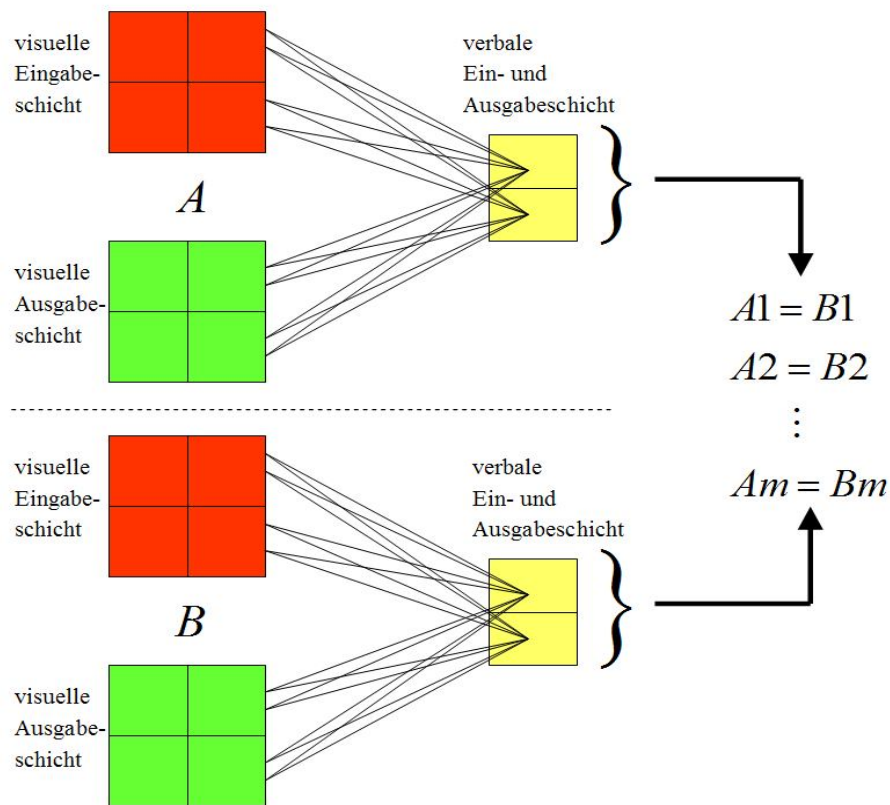 visuelle
Eingabe-
schicht
verbale
Ein- und
Ausgabeschicht
A
visuelle
Ausgabe-
schicht
A1 = B1
A2 = B2
⋮
Am = Bm
visuelle
Eingabe-
schicht
verbale
Ein- und
Ausgabeschicht
B
visuelle
Ausgabe-
schicht